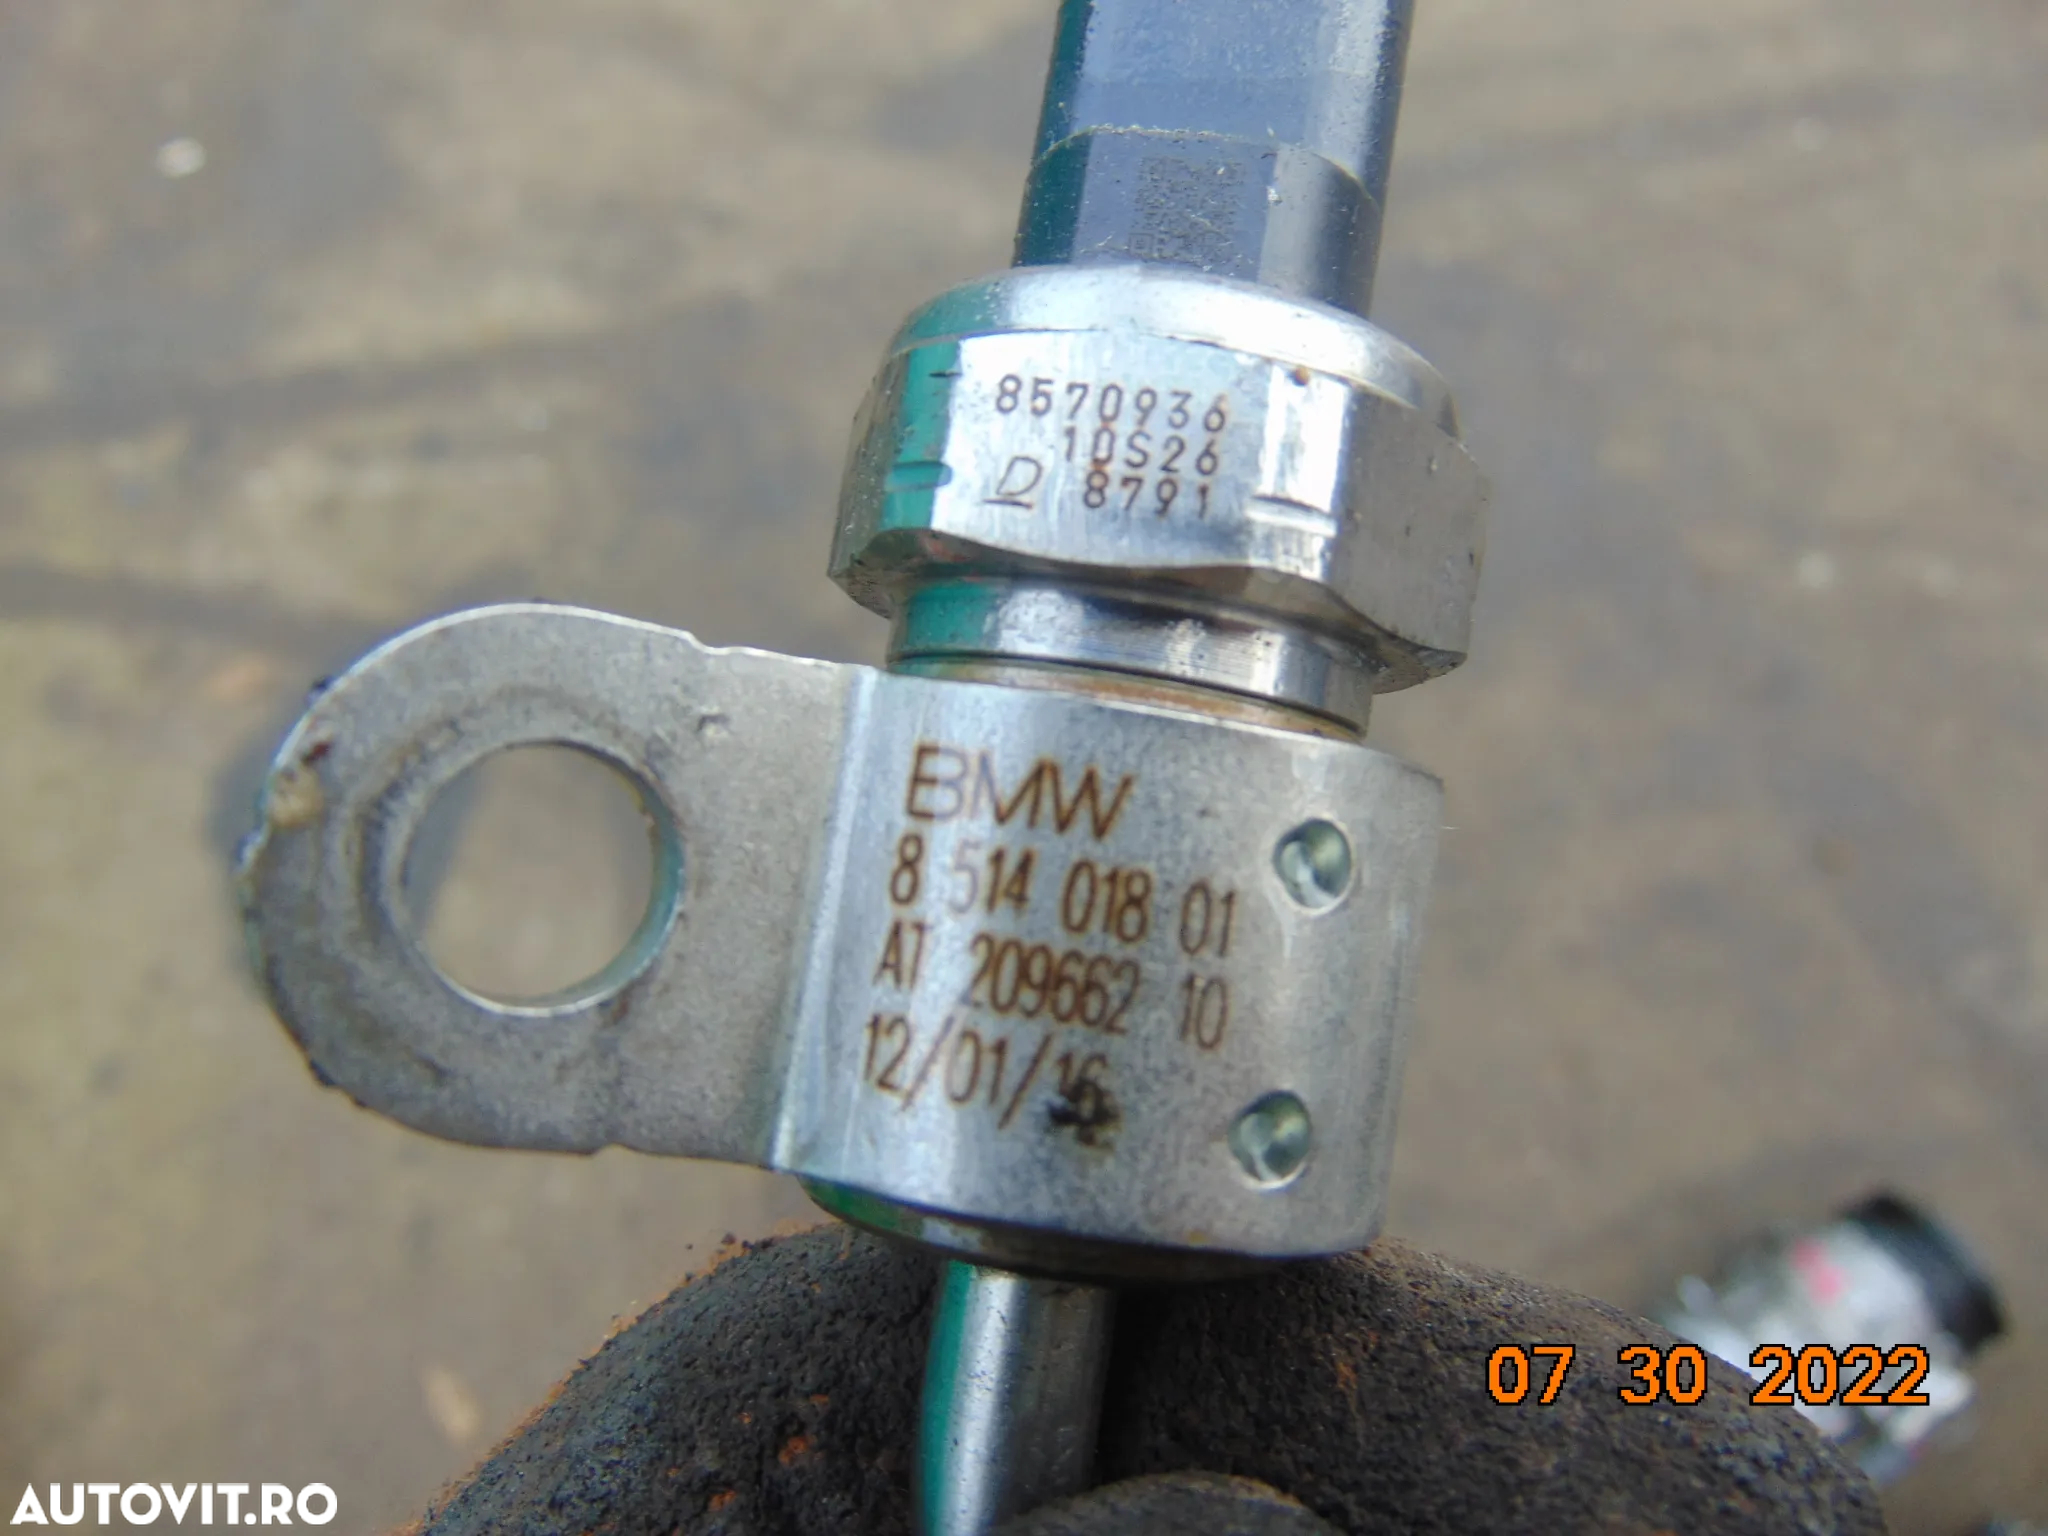 8570936
10S26
D 8791
BMW
8 514 018 01
AT 209662 10
12/01/16
07 30 2022
AUTOVIT.RO